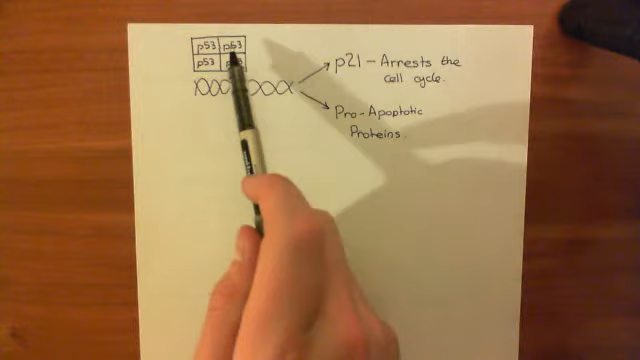 p53 p53
p53
p21 - Arrests the
cell cycle.
Pro-Apoptotic
Proteins.